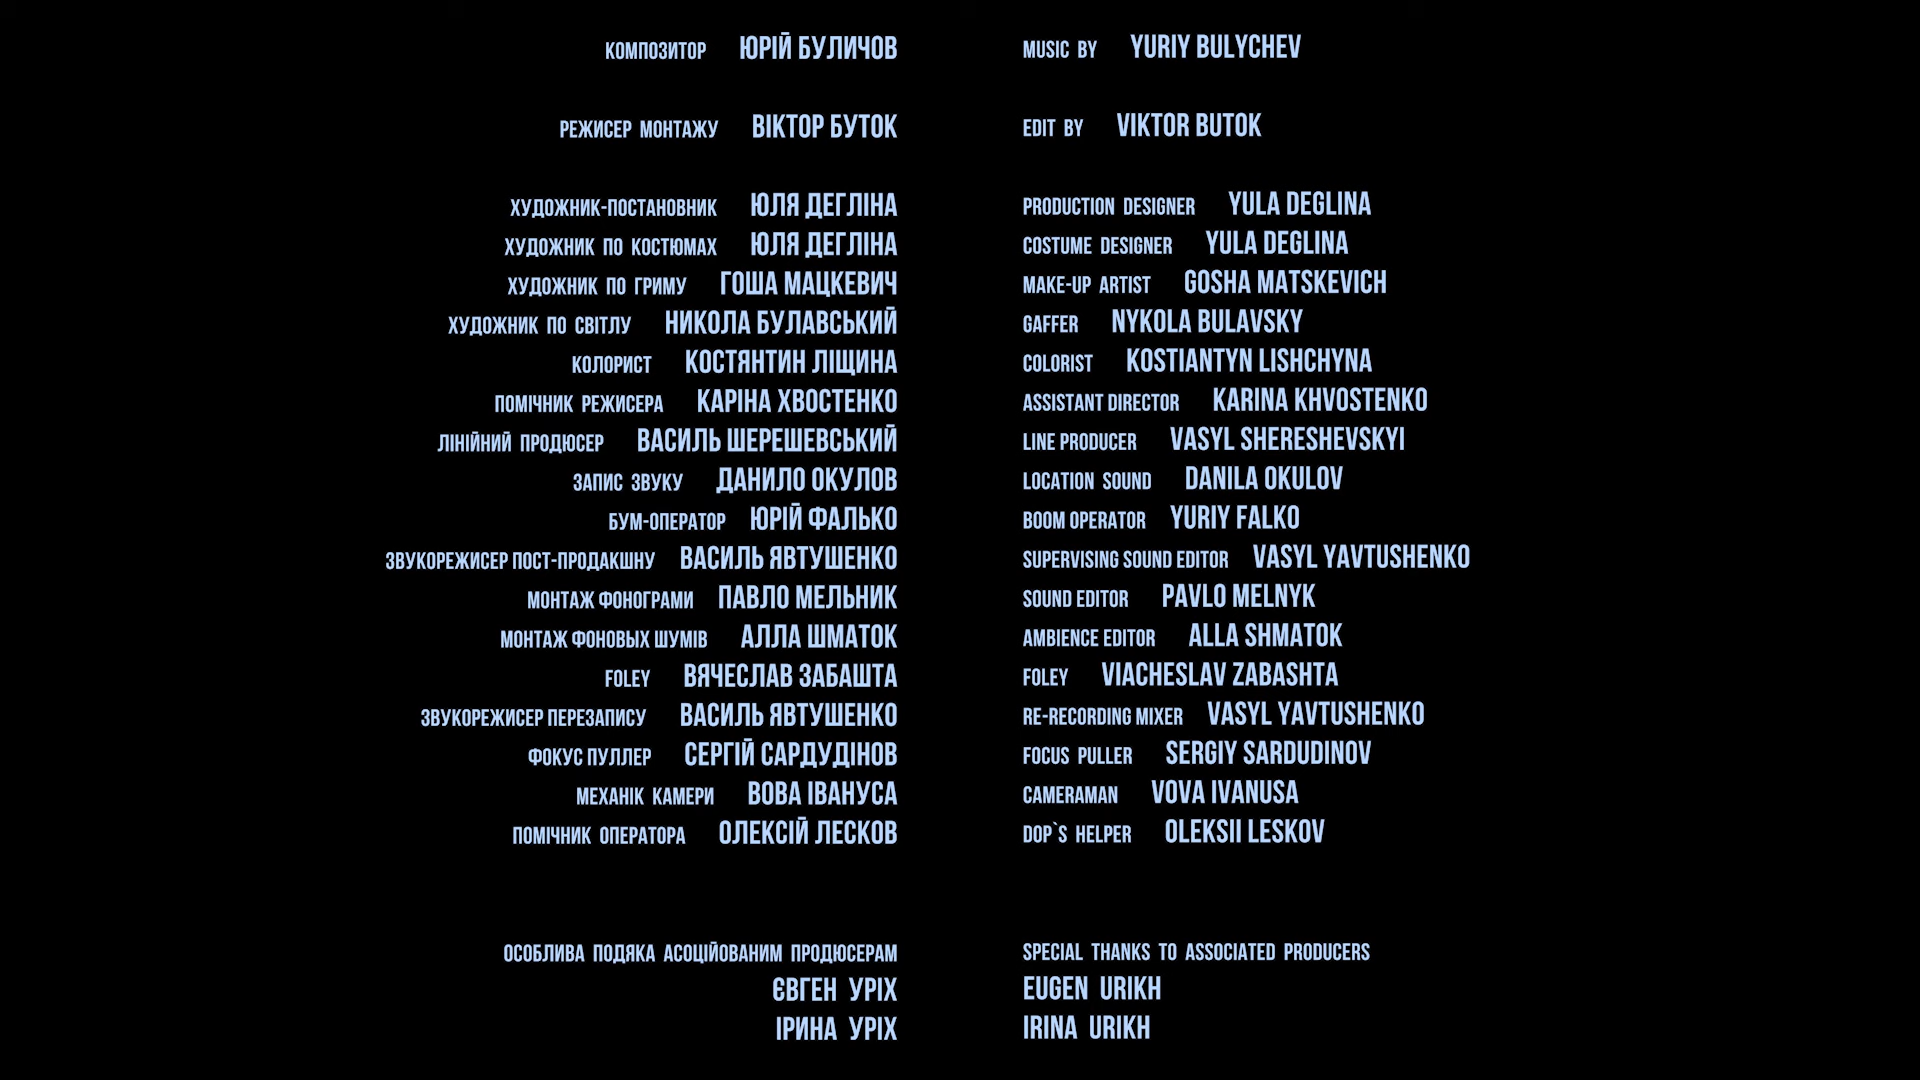 КОМПОЗИТОР ЮРІЙ БУЛИЧОВ MUSIC BY YURIY BULYCHEV
РЕЖИСЕР МОНТАЖУ ВІКТОР БУТОК EDIT BY VIKTOR BUTOK
ХУДОЖНИК-ПОСТАНОВНИК ЮЛЯ ДЕГЛІНА PRODUCTION DESIGNER YULA DEGLINA
ХУДОЖНИК ПО КОСТЮМАХ ЮЛЯ ДЕГЛІНА COSTUME DESIGNER YULA DEGLINA
ХУДОЖНИК ПО ГРИМУ ГОША МАЦКЕВИЧ MAKE-UP ARTIST GOSHA MATSKEVICH
ХУДОЖНИК ПО СВІТЛУ НИКОЛА БУЛАВСЬКИЙ GAFFER NYKOLA BULAVSKY
КОЛОРИСТ КОСТЯНТИН ЛІЩИНА COLORIST KOSTIANTYN LISHCHYNA
ПОМІЧНИК РЕЖИСЕРА КАРІНА ХВОСТЕНКО ASSISTANT DIRECTOR KARINA KHVOSTENKO
ЛІНІЙНИЙ ПРОДЮСЕР ВАСИЛЬ ШЕРЕШЕВСЬКИЙ LINE PRODUCER VASYL SHERESHEVSKYI
ЗАПИС ЗВУКУ ДАНИЛО ОКУЛОВ LOCATION SOUND DANILA OKULOV
БУМ-ОПЕРАТОР ЮРІЙ ФАЛЬКО BOOM OPERATOR YURIY FALKO
ЗВУКОРЕЖИСЕР ПОСТ-ПРОДАКШНУ ВАСИЛЬ ЯВТУШЕНКО SUPERVISING SOUND EDITOR VASYL YAVTUSHENKO
МОНТАЖ ФОНОГРАМИ ПАВЛО МЕЛЬНИК SOUND EDITOR PAVLO MELNYK
МОНТАЖ ФОНОВЫХ ШУМІВ АЛЛА ШМАТОК AMBIENCE EDITOR ALLA SHMATOK
FOLEY ВЯЧЕСЛАВ ЗАБАШТА FOLEY VIACHESLAV ZABASHTA
ЗВУКОРЕЖИСЕР ПЕРЕЗАПИСУ ВАСИЛЬ ЯВТУШЕНКО RE-RECORDING MIXER VASYL YAVTUSHENKO
ФОКУС ПУЛЛЕР СЕРГІЙ САРДУДІНОВ FOCUS PULLER SERGIY SARDUDINOV
МЕХАНІК КАМЕРИ ВОВА ІВАНУСА CAMERAMAN VOVA IVANUSA
ПОМІЧНИК ОПЕРАТОРА ОЛЕКСІЙ ЛЕСКОВ DOP`S HELPER OLEKSII LESKOV
ОСОБЛИВА ПОДЯКА АСОЦІЙОВАНИМ ПРОДЮСЕРАМ SPECIAL THANKS TO ASSOCIATED PRODUCERS
ЄВГЕН УРІХ EUGEN URIKH
ІРИНА УРІХ IRINA URIKH